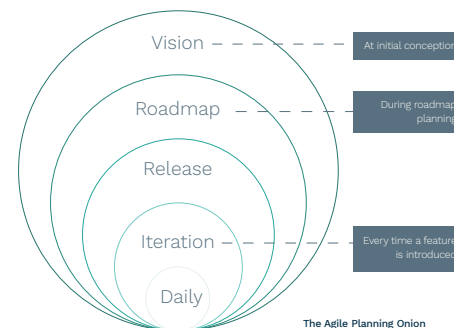 Vision
At initial conception
Roadmap
During roadmap
planning
Release
Iteration
Every time a feature
is introduced
Daily
The Agile Planning Onion